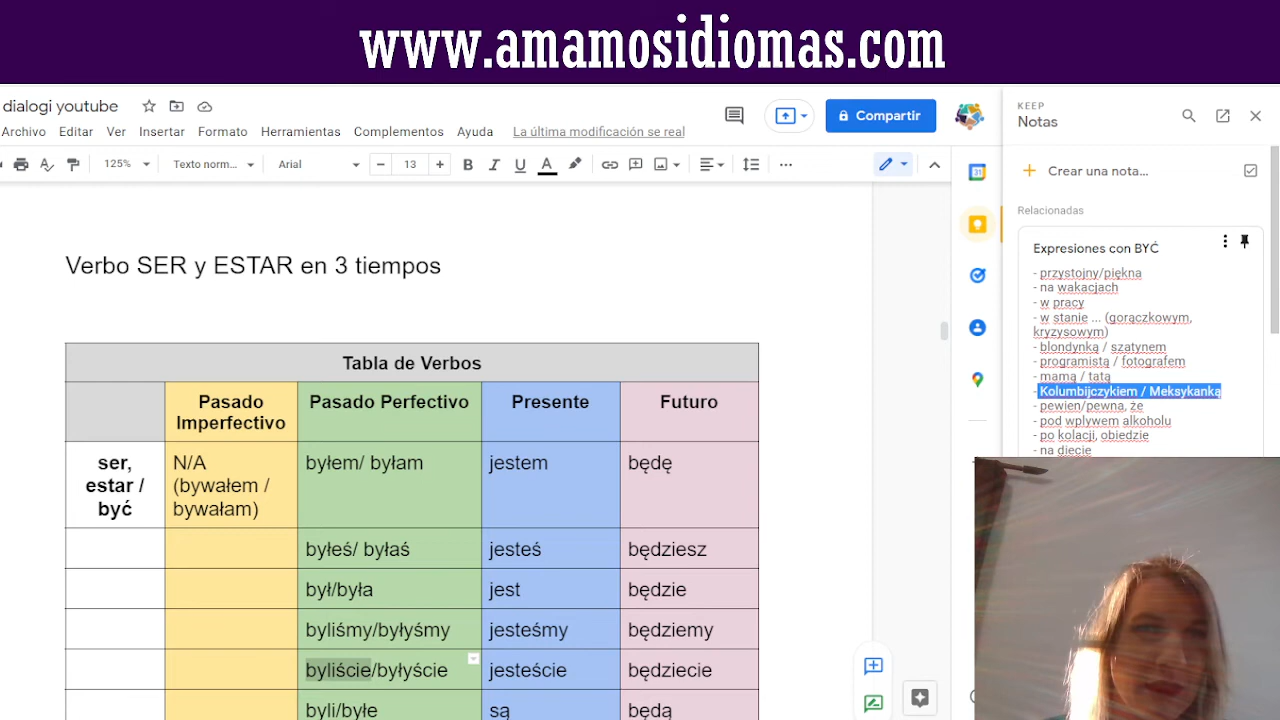 www.amamosidiomas.com
dialogi youtube
Archivo Editar Ver Insertar Formato Herramientas Complementos Ayuda La última modificación se real
125% Texto norm... Arial 13 B I U A
Compartir
KEEP
Notas
Crear una nota...
Relacionadas
Expresiones con BYĆ
- przystojny/piękna
- na wakacjach
- w pracy
- w stanie ... (gorączkowym,
kryzysowym)
- blondynką / szatynem
- programistą / fotografem
- mamą / tatą
- Kolumbijczykiem / Meksykanką
- pewien/pewna, że
- pod wplywem alkoholu
- po kolacji, obiedzie
- na diecie
31
Verbo SER y ESTAR en 3 tiempos
Tabla de Verbos
Pasado Imperfectivo Pasado Perfectivo Presente Futuro
ser, estar / być N/A (bywałem / bywałam) byłem/ byłam jestem będę
byłeś/ byłaś jesteś będziesz
był/była jest będzie
byliśmy/byłyśmy jesteśmy będziemy
byliście/byłyście jesteście będziecie
byli/byłe są będą